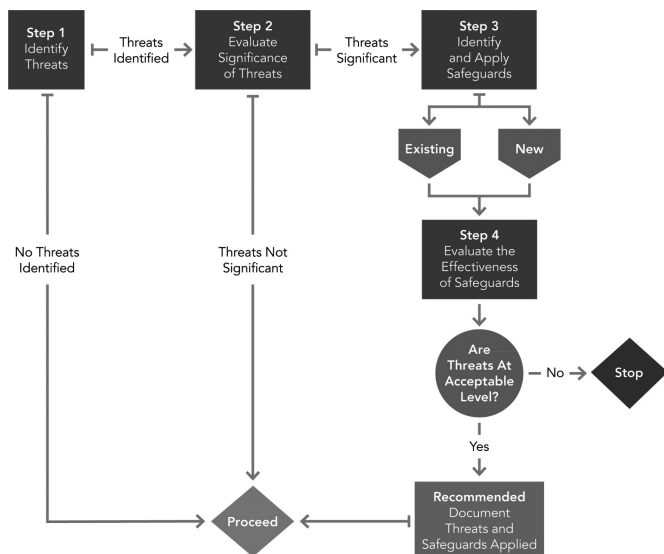 Step 1
Identify
Threats
Threats
Identified
Step 2
Evaluate
Significance
of Threats
Threats
Significant
Step 3
Identify
and Apply
Safeguards
Existing
New
No Threats
Identified
Threats Not
Significant
Step 4
Evaluate the
Effectiveness
of Safeguards
Are
Threats At
Acceptable
Level?
No
Stop
Yes
Proceed
Recommended
Document
Threats and
Safeguards Applied